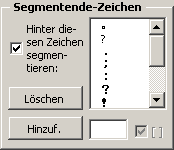 Segmentende-Zeichen
Hinter die-
sen Zeichen
segmen-
tieren:
?
:
;
?
!
Löschen
Hinzuf.
[ ]